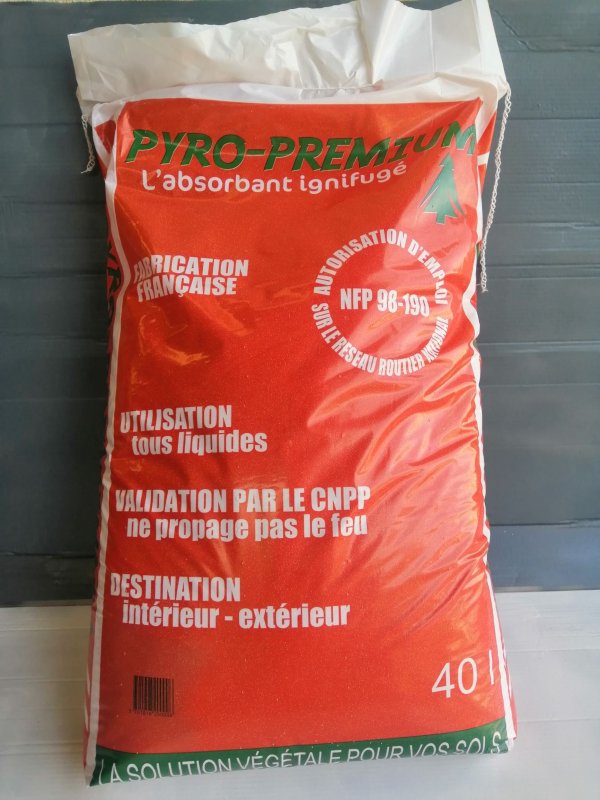 PYRO-PREMIUM
L'absorbant ignifugé
FABRICATION
FRANÇAISE
AUTORISATION D'EMPLOI
NFP 98-190
SUR LE RESEAU ROUTIER NATIONAL
UTILISATION
tous liquides
VALIDATION PAR LE CNPP
ne propage pas le feu
DESTINATION
intérieur - extérieur
40 l
LA SOLUTION VÉGÉTALE POUR VOS SOLS